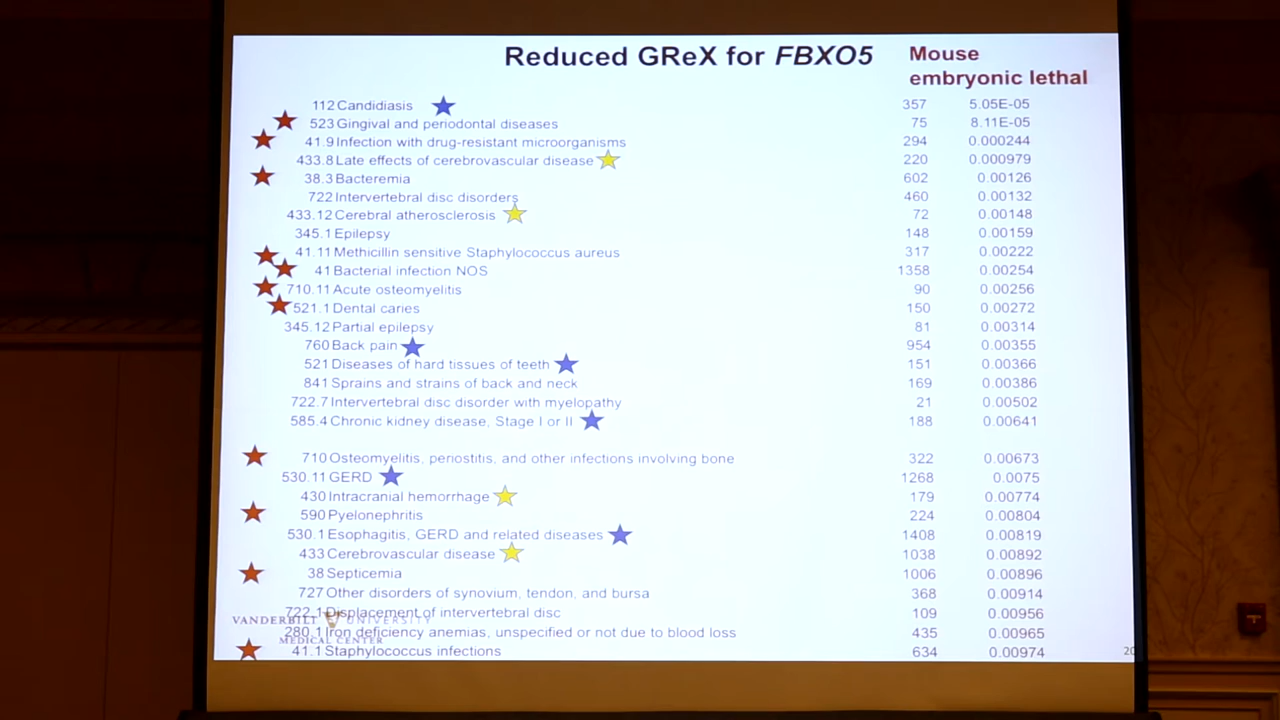 Reduced GReX for FBXO5
Mouse
embryonic lethal
112 Candidiasis 357 5.05E-05
523 Gingival and periodontal diseases 75 8.11E-05
41.9 Infection with drug-resistant microorganisms 294 0.000244
433.8 Late effects of cerebrovascular disease 220 0.000979
38.3 Bacteremia 602 0.00126
722 Intervertebral disc disorders 460 0.00132
433.12 Cerebral atherosclerosis 72 0.00148
345.1 Epilepsy 148 0.00159
41.11 Methicillin sensitive Staphylococcus aureus 317 0.00222
41 Bacterial infection NOS 1358 0.00254
710.11 Acute osteomyelitis 90 0.00256
521.1 Dental caries 150 0.00272
345.12 Partial epilepsy 81 0.00314
760 Back pain 954 0.00355
521 Diseases of hard tissues of teeth 151 0.00366
841 Sprains and strains of back and neck 169 0.00386
722.7 Intervertebral disc disorder with myelopathy 21 0.00502
585.4 Chronic kidney disease, Stage I or II 188 0.00641
710 Osteomyelitis, periostitis, and other infections involving bone 322 0.00673
530.11 GERD 1268 0.0075
430 Intracranial hemorrhage 179 0.00774
590 Pyelonephritis 224 0.00804
530.1 Esophagitis, GERD and related diseases 1408 0.00819
433 Cerebrovascular disease 1038 0.00892
38 Septicemia 1006 0.00896
727 Other disorders of synovium, tendon, and bursa 368 0.00914
722.1 Displacement of intervertebral disc 109 0.00956
VANDERBILT UNIVERSITY
280.1 Iron deficiency anemias, unspecified or not due to blood loss 435 0.00965
MEDICAL CENTER
41.1 Staphylococcus infections 634 0.00974
20